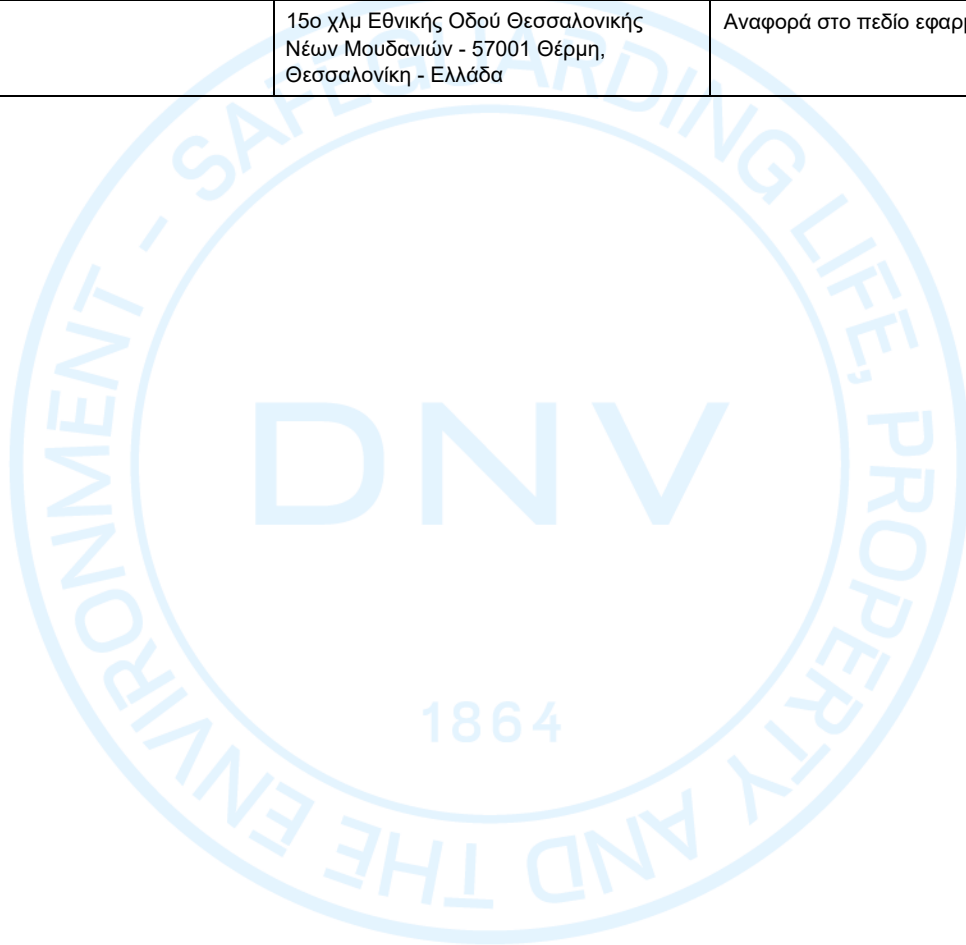 15ο χλμ Εθνικής Οδού Θεσσαλονικής
Νέων Μουδανιών - 57001 Θέρμη,
Θεσσαλονίκη - Ελλάδα
Αναφορά στο πεδίο
SAFEGUARDING LIFE, PROPERTY AND THE ENVIRONMENT -
DNV
1864